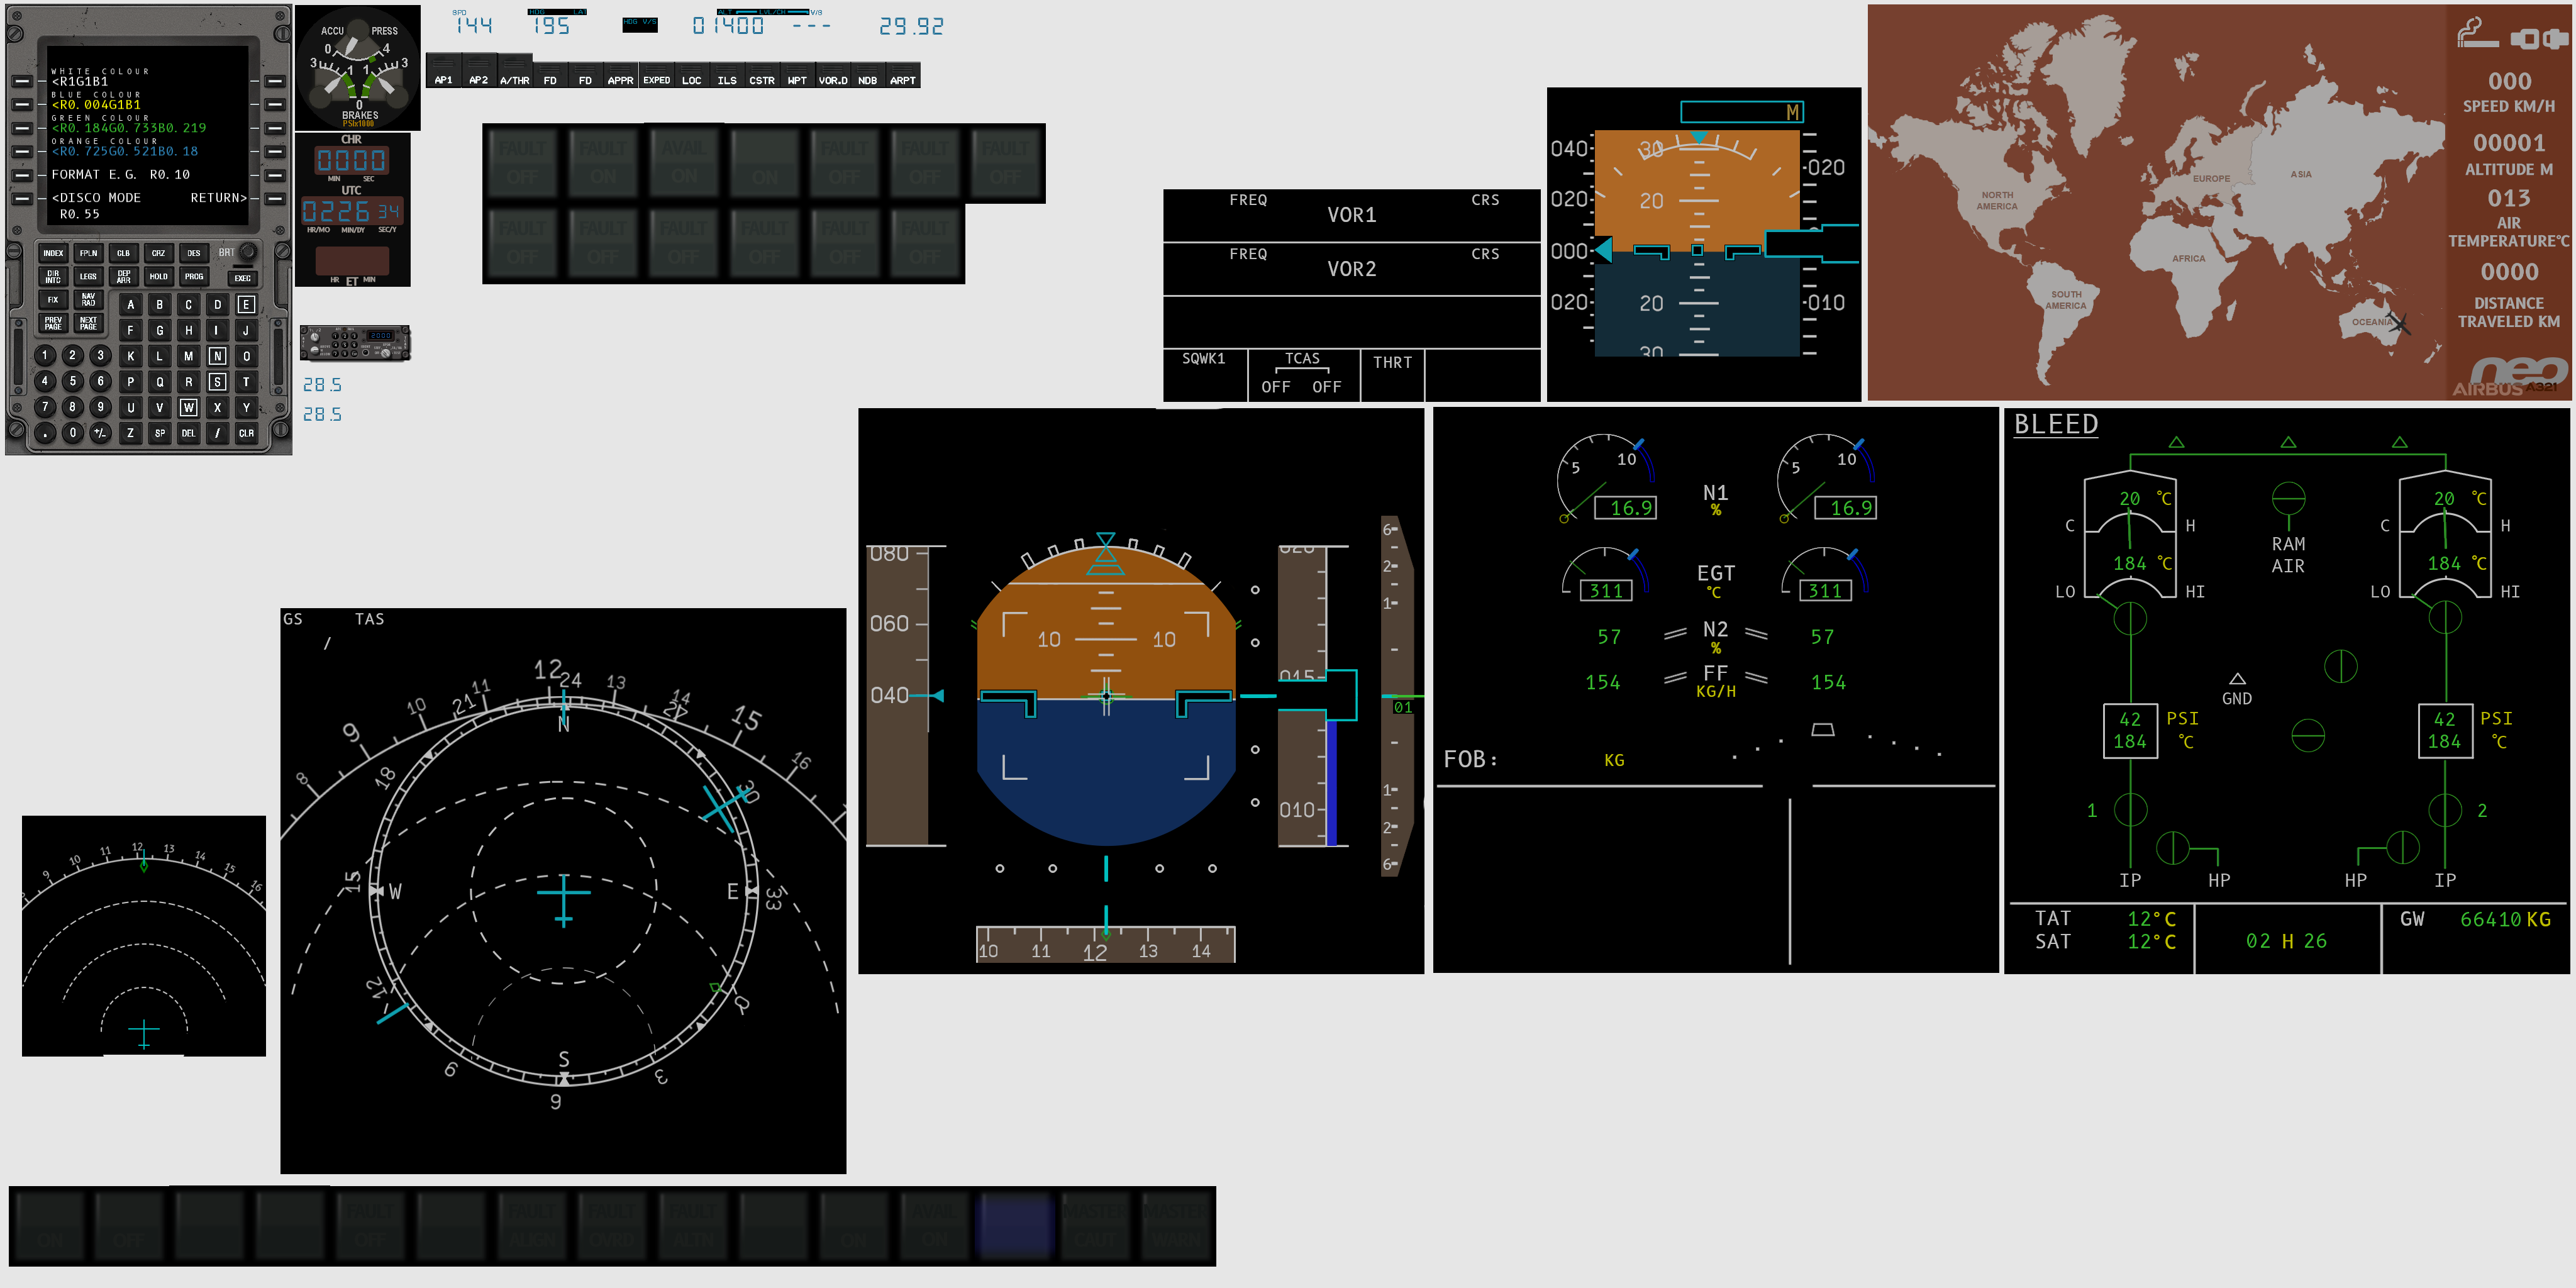 WHITE COLOUR
<R1G1B1
BLUE COLOUR
<R0.004G1B1
GREEN COLOUR
<R0.184G0.733B0.219
ORANGE COLOUR
<R0.725G0.521B0.18
FORMAT E.G. R0.10
<DISCO MODE RETURN>
R0.55
INDEX FPLN CLB CRZ DES BRT
DIR INTC LEGS DEP ARR HOLD PROG EXEC
FIX NAV RAD
PREV PAGE NEXT PAGE
A B C D E
F G H I J
1 2 3 K L M N O
4 5 6 P Q R S T
7 8 9 U V W X Y
. 0 +/- Z SP DEL / CLR
ACCU PRESS
0 4
3 1 1 3
0
BRAKES
PSIx1000
CHR
0000
MIN SEC
UTC
0226 34
HR/MO MIN/DY SEC/Y
HR ET MIN
28.5
28.5
SPD HDG LAT HDG V/S ALT LVL/CH V/S
144 195 01400 --- 29.92
AP1 AP2 A/THR FD FD APPR EXPED LOC ILS CSTR WPT VOR.D NDB ARPT
FAULT FAULT AVAIL FAULT FAULT FAULT
OFF ON ON ON OFF OFF OFF
FAULT FAULT FAULT FAULT FAULT FAULT
OFF OFF OFF OFF OFF OFF
FREQ VOR1 CRS
FREQ VOR2 CRS
SQWK1 TCAS THRT
OFF OFF
M
040 30 020
020 20
000
020 20 010
30
NORTH AMERICA
SOUTH AMERICA
EUROPE
ASIA
AFRICA
OCEANIA
000
SPEED KM/H
00001
ALTITUDE M
013
AIR
TEMPERATURE°C
0000
DISTANCE
TRAVELED KM
neo
AIRBUS A321
9 10 11 12 13 14 15 16
GS TAS
/
8 9 10 11 12 13 14 15 16
21 24 27 30 33 0 3 6 9 12 15 18
N E S W
080
060
040
10 10
020
015
010
6
2
1
01
1
2
6
10 11 12 13 14
5 10 N1 5 10
16.9 % 16.9
EGT
311 °C 311
57 N2 57
%
154 FF 154
KG/H
FOB: KG
BLEED
20 °C 20 °C
C H C H
RAM
AIR
184 °C 184 °C
LO HI LO HI
GND
42 PSI 42 PSI
184 °C 184 °C
1 2
IP HP HP IP
TAT 12°C GW 66410 KG
SAT 12°C 02 H 26
FAULT FAULT FAULT FAULT AVAIL MASTER MASTER
ON OFF OFF ALIGN OVRD ALTN ON ON CAUT WARN